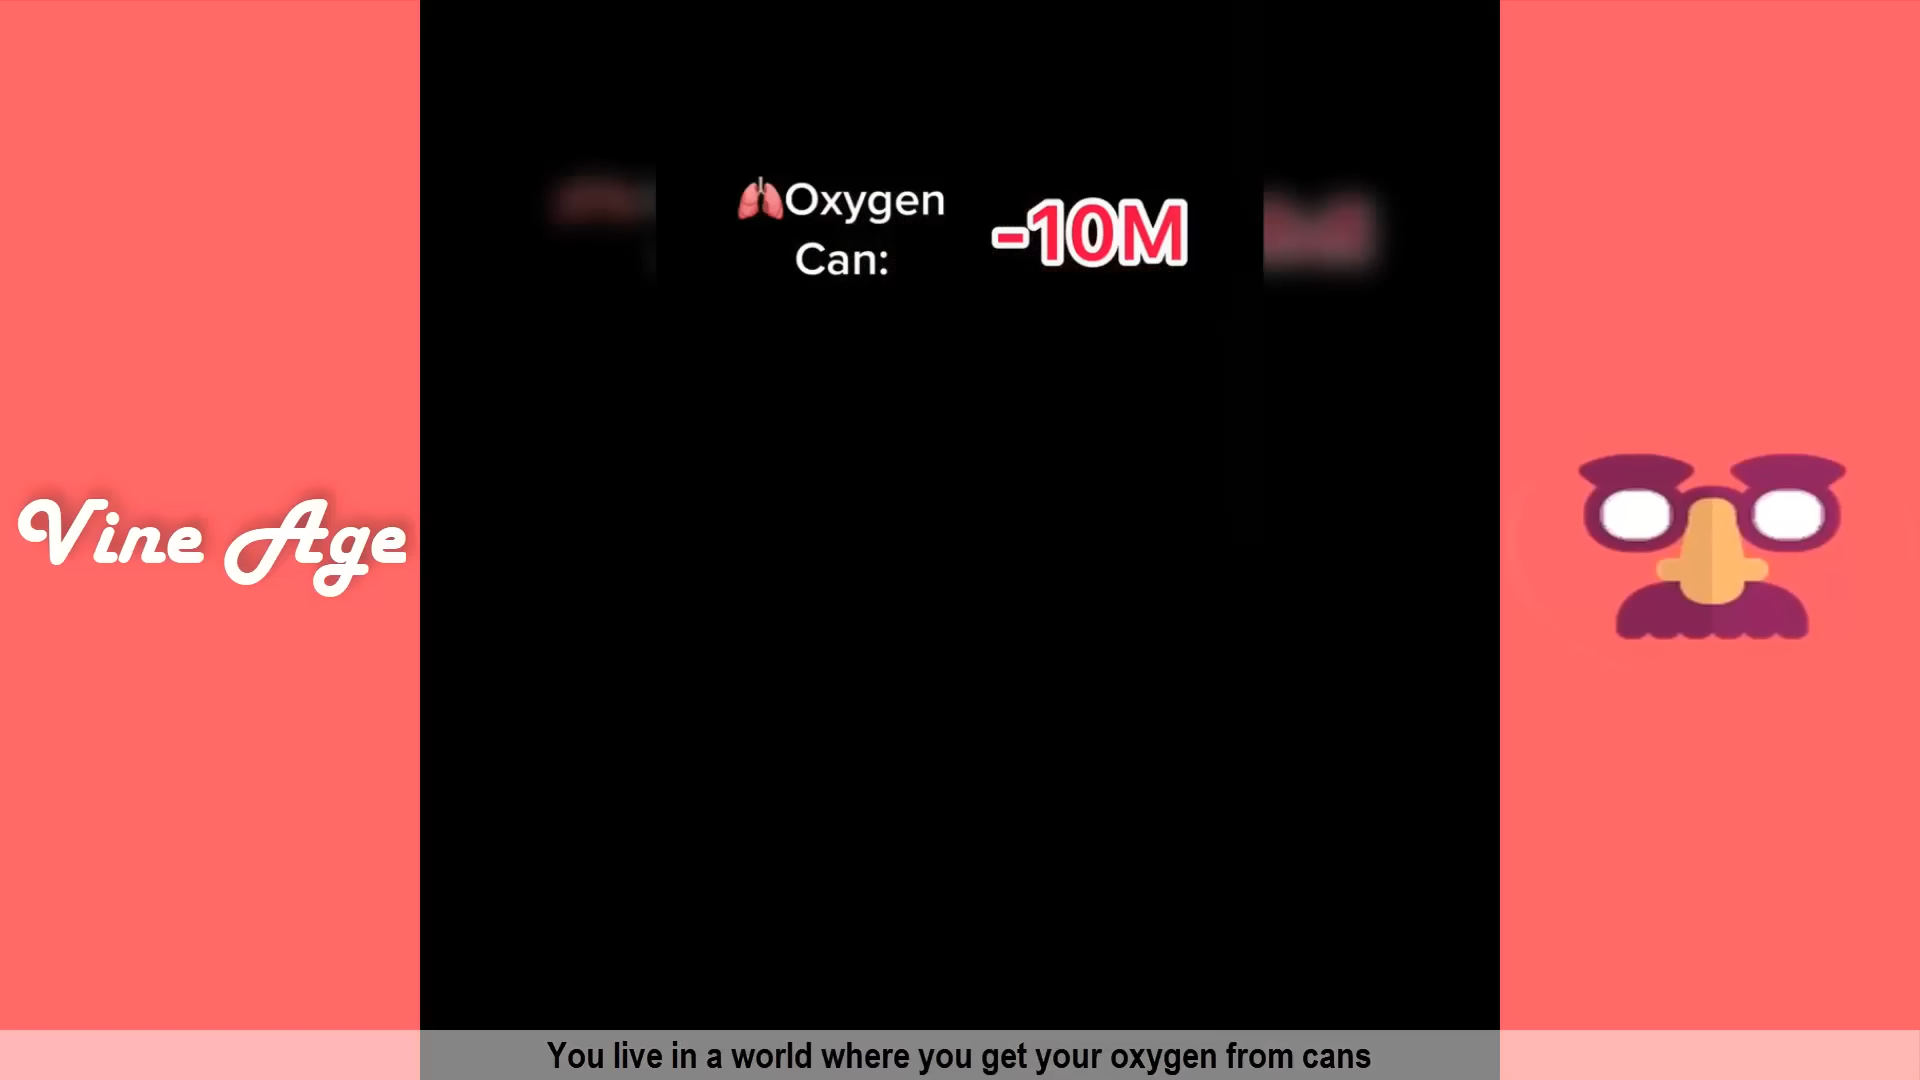 🫁Oxygen
Can:
-10M
Vine Age
You live in a world where you get your oxygen from cans